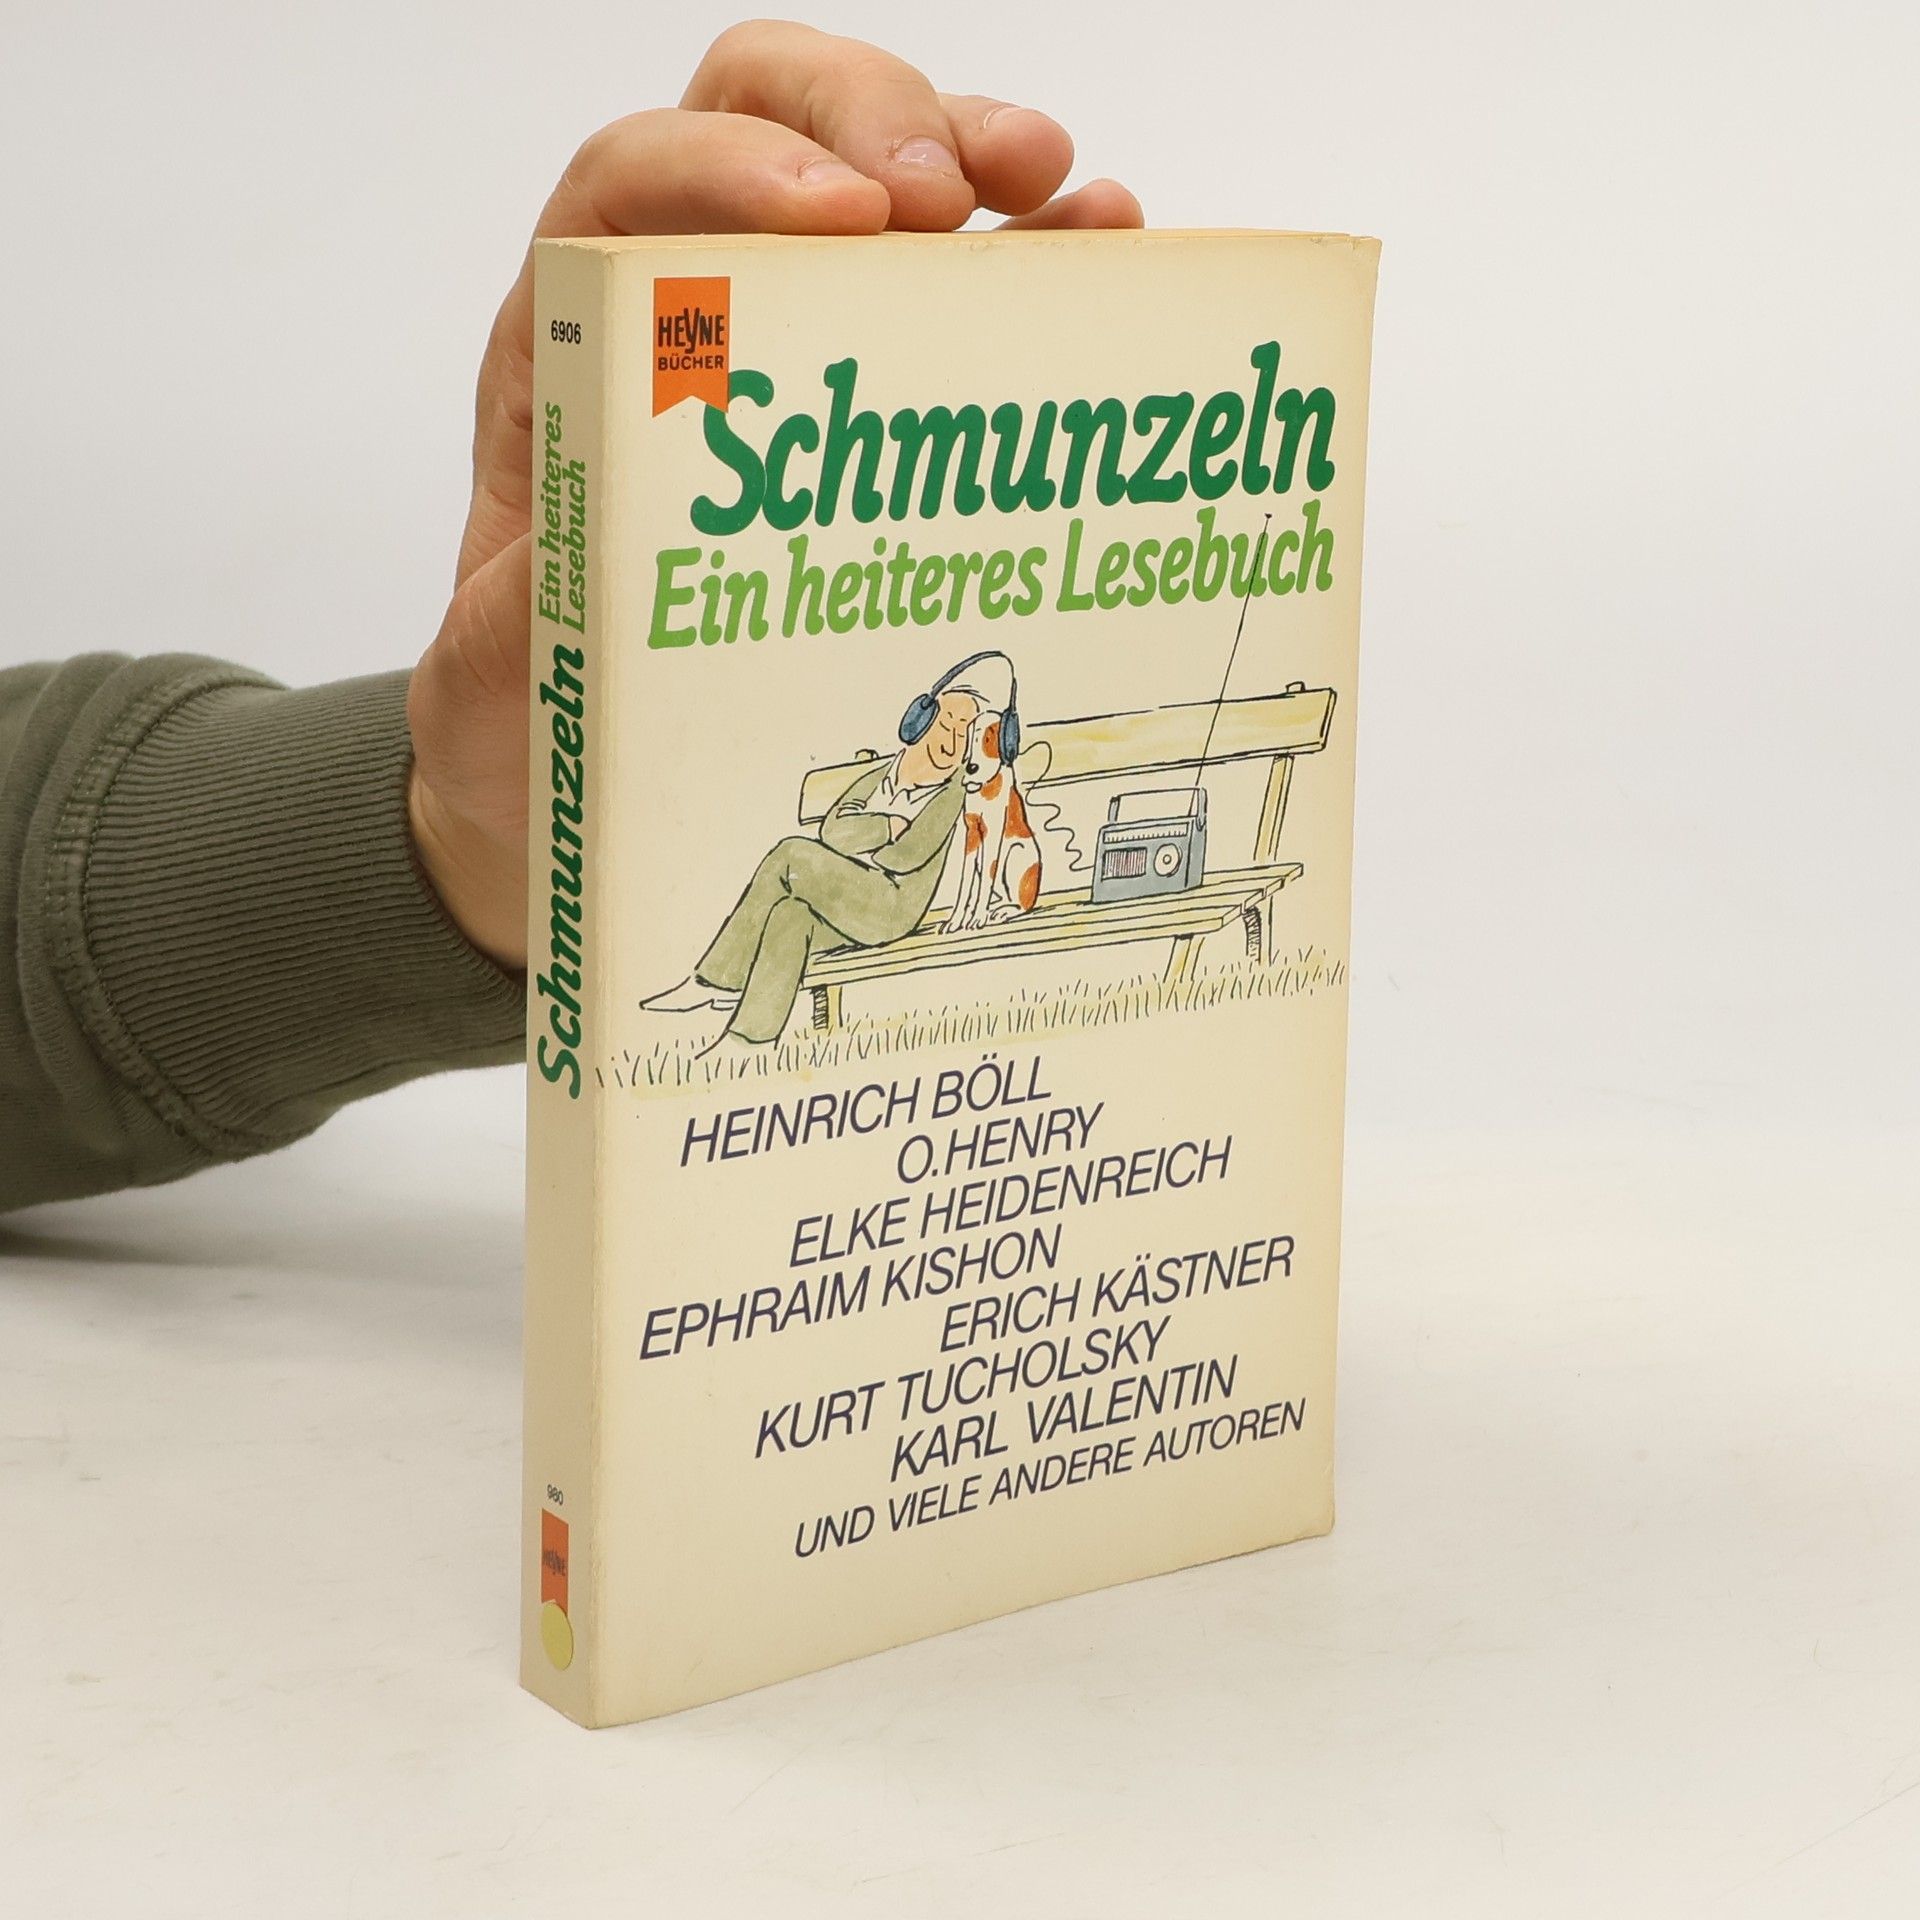 6906
Ein heiteres
Lesebuch
Schmunzeln
980
HEYNE
HEYNE
BÜCHER
Schmunzeln
Ein heiteres Lesebuch
HEINRICH BÖLL
O.HENRY
ELKE HEIDENREICH
EPHRAIM KISHON
ERICH KÄSTNER
KURT TUCHOLSKY
KARL VALENTIN
UND VIELE ANDERE AUTOREN